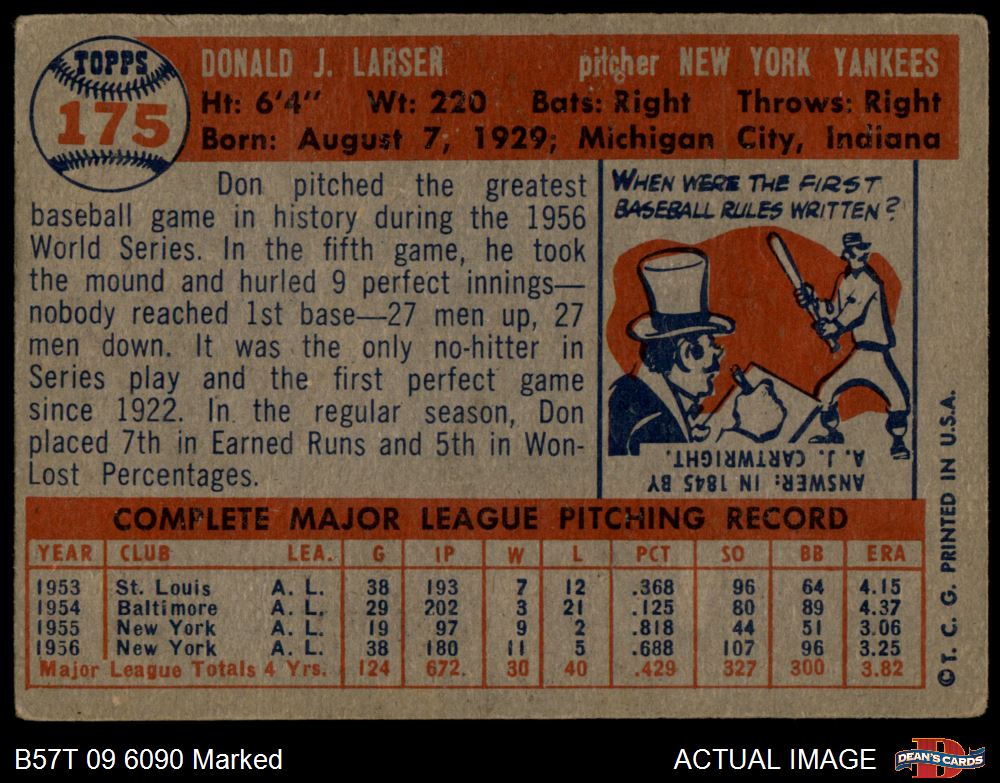 TOPPS
175
DONALD J. LARSEN pitcher NEW YORK YANKEES
Ht: 6'4" Wt: 220 Bats: Right Throws: Right
Born: August 7, 1929; Michigan City, Indiana
Don pitched the greatest
baseball game in history during the 1956
World Series. In the fifth game, he took
the mound and hurled 9 perfect innings—
nobody reached 1st base—27 men up, 27
men down. It was the only no-hitter in
Series play and the first perfect game
since 1922. In the regular season, Don
placed 7th in Earned Runs and 5th in Won-
Lost Percentages.
WHEN WERE THE FIRST
BASEBALL RULES WRITTEN?
ANSWER: IN 1845 BY
A. J. CARTWRIGHT.
COMPLETE MAJOR LEAGUE PITCHING RECORD
YEAR CLUB LEA. G IP W L PCT SO BB ERA
1953 St. Louis A. L. 38 193 7 12 .368 96 64 4.15
1954 Baltimore A. L. 29 202 3 21 .125 80 89 4.37
1955 New York A. L. 19 97 9 2 .818 44 51 3.06
1956 New York A. L. 38 180 11 5 .688 107 96 3.25
Major League Totals 4 Yrs. 124 672. 30 40 .429 327 300 3.82
© T. C. G. PRINTED IN U.S.A.
B57T 09 6090 Marked
ACTUAL IMAGE
D
DEAN'S CARDS